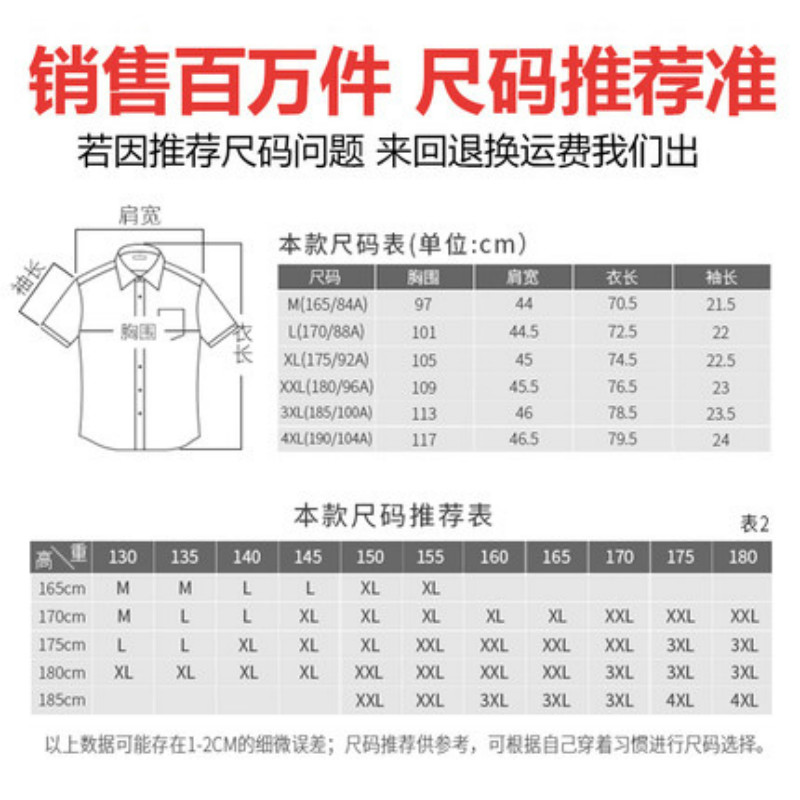 销售百万件 尺码推荐准
若因推荐尺码问题 来回退换运费我们出
肩宽
袖长
胸围
衣长
本款尺码表(单位:cm)
尺码 胸围 肩宽 衣长 袖长
M(165/84A) 97 44 70.5 21.5
L(170/88A) 101 44.5 72.5 22
XL(175/92A) 105 45 74.5 22.5
XXL(180/96A) 109 45.5 76.5 23
3XL(185/100A) 113 46 78.5 23.5
4XL(190/104A) 117 46.5 79.5 24
本款尺码推荐表
表2
高 重 130 135 140 145 150 155 160 165 170 175 180
165cm M M L L XL XL
170cm M L L XL XL XL XL XL XXL XXL XXL
175cm L L XL XL XL XXL XXL XXL XXL 3XL 3XL
180cm XL XL XL XL XXL XXL XXL XXL 3XL 3XL 3XL
185cm XXL XXL 3XL 3XL 3XL 4XL 4XL
以上数据可能存在1-2CM的细微误差；尺码推荐供参考，可根据自己穿着习惯进行尺码选择。